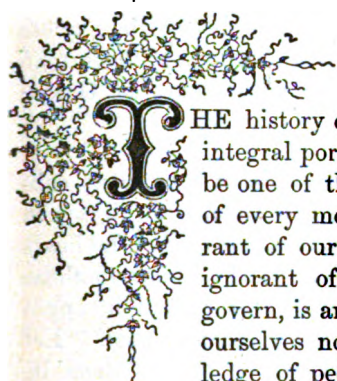 THE history
integral por
be one of th
of every mo
rant of our
ignorant of
govern, is an
ourselves no
ledge of pe